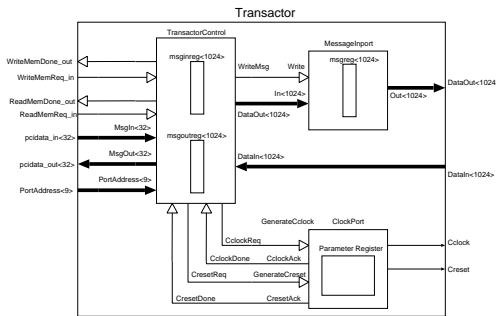 Transactor
TransactorControl
MessageInport
msginreg<1024>
msgreg<1024>
WriteMemDone_out
WriteMemReq_in
WriteMsg
Write
ReadMemDone_out
ReadMemReq_in
In<1024>
DataOut<1024>
Out<1024>
DataOut<1024
pcidata_in<32>
MsgIn<32>
msgoutreg<1024>
pcidata_out<32>
MsgOut<32>
DataIn<1024>
DataIn<1024>
PortAddress<9>
PortAddress<9>
GenerateCclock
ClockPort
CclockReq
Parameter Register
Cclock
CclockDone
CclockAck
CresetReq
GenerateCreset
Creset
CresetDone
CresetAck